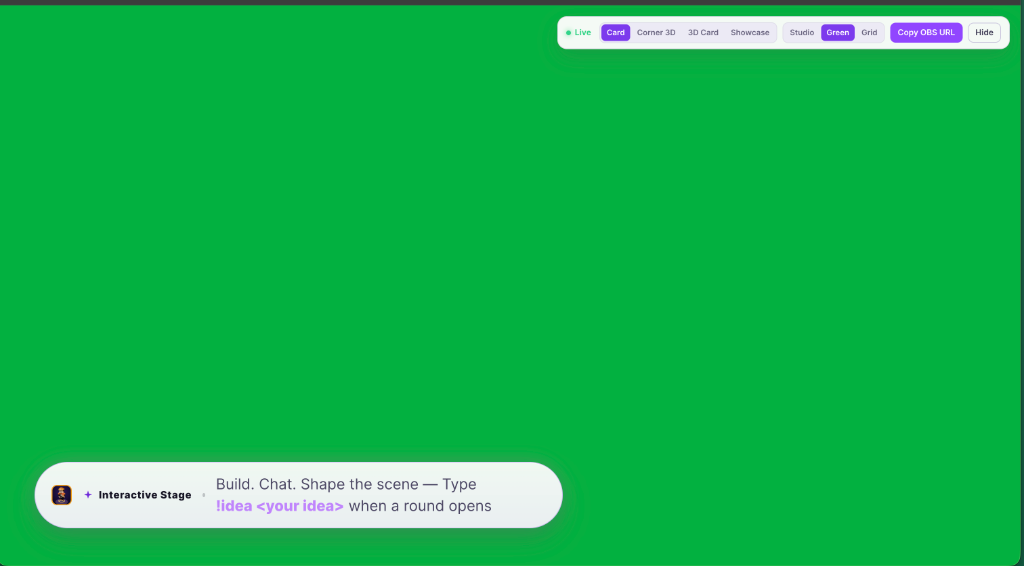 Live
Card
Corner 3D
3D Card
Showcase
Studio
Green
Grid
Copy OBS URL
Hide
Interactive Stage
Build. Chat. Shape the scene — Type
!idea <your idea> when a round opens